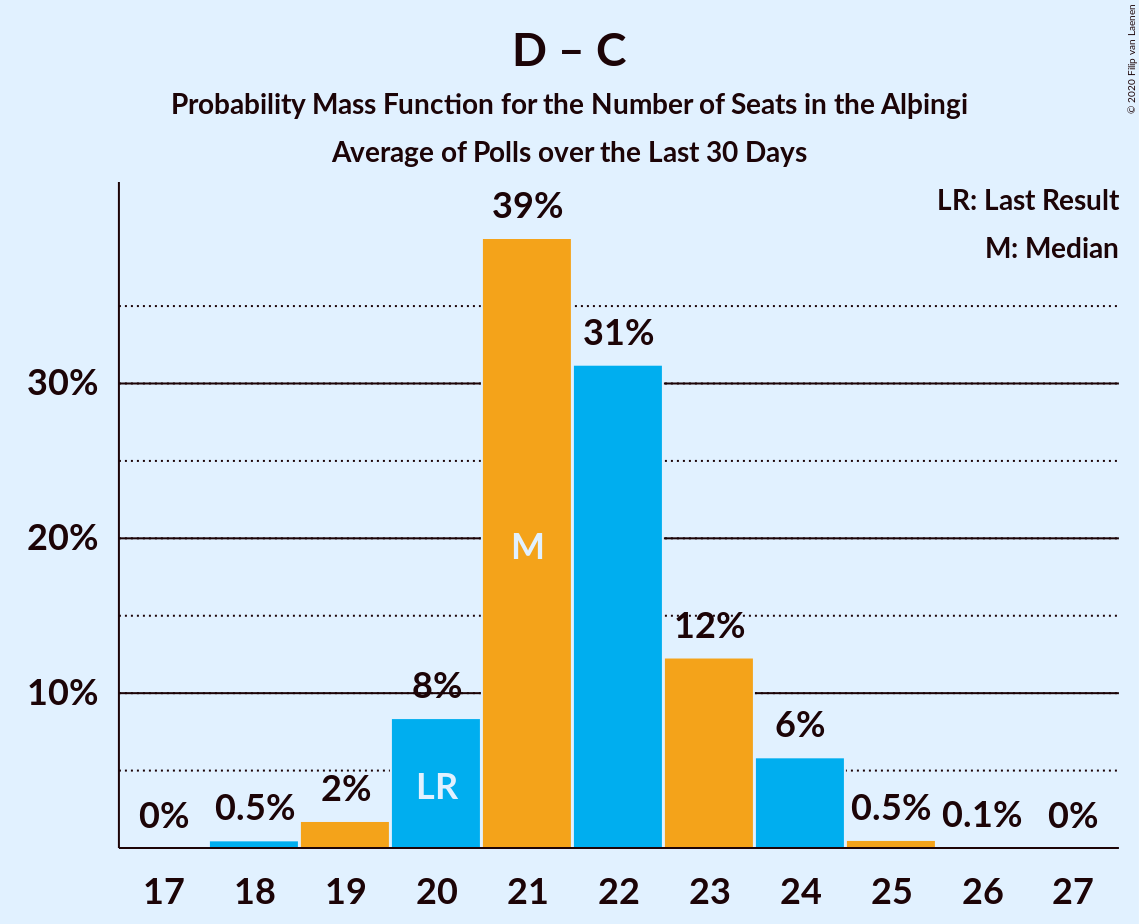 D – C
Probability Mass Function for the Number of Seats in the Alþingi
Average of Polls over the Last 30 Days
© 2020 Filip van Laenen
LR: Last Result
M: Median
39%
31%
30%
M
20%
12%
10%
8%
6%
LR
2%
0%
0.5%
0.5%
0.1%
0%
17 18 19 20 21 22 23 24 25 26 27